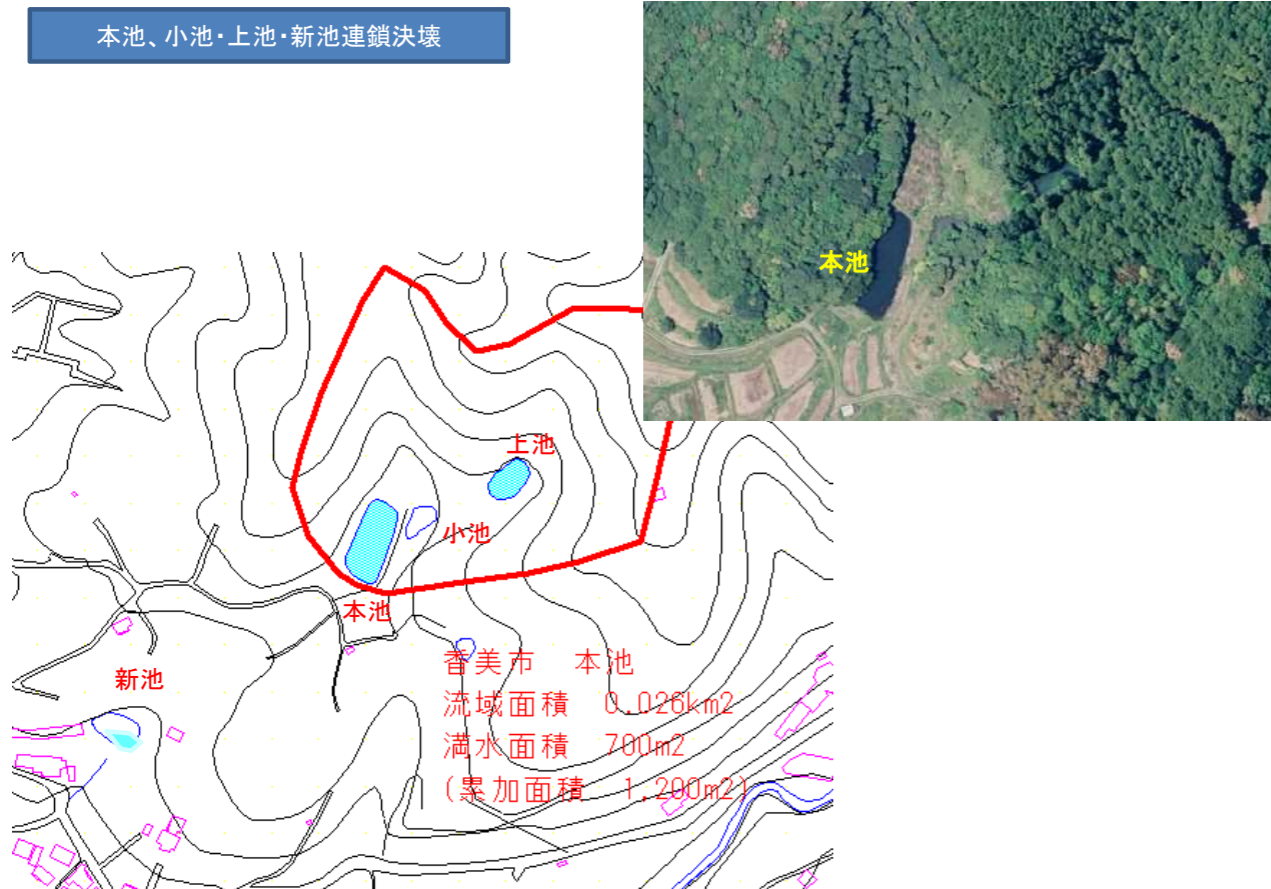 本池、小池・上池・新池連鎖決壊
本池
上池
小池
本池
新池
香美市 本池
流域面積 0.026km2
満水面積 700m2
(累加面積 1,200m2)